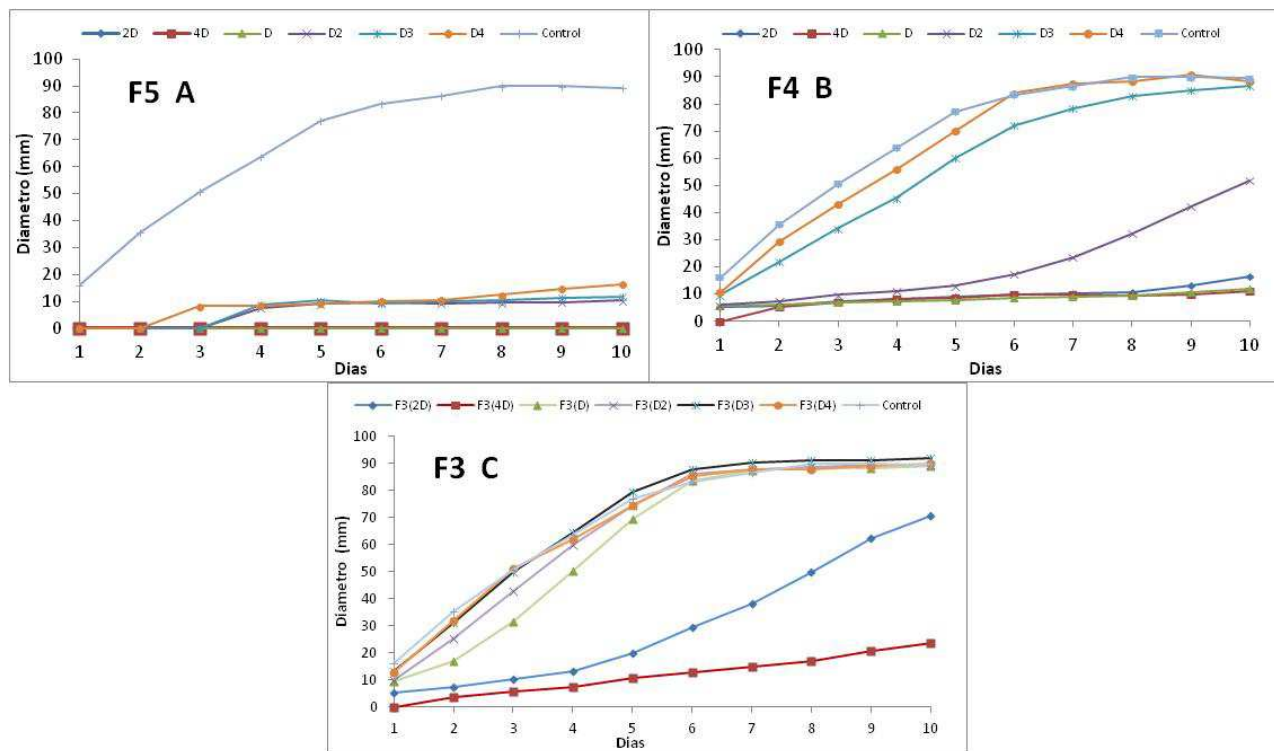 2D 4D D D2 D3 D4 Control
F5 A
Diametro (mm)
100
90
80
70
60
50
40
30
20
10
0
1 2 3 4 5 6 7 8 9 10
Dias
2D 4D D D2 D3 D4 Control
F4 B
Diametro (mm)
100
90
80
70
60
50
40
30
20
10
0
1 2 3 4 5 6 7 8 9 10
Dias
F3(2D) F3(4D) F3(D) F3(D2) F3(D3) F3(D4) Control
F3 C
Diametro (mm)
100
90
80
70
60
50
40
30
20
10
0
1 2 3 4 5 6 7 8 9 10
Dias